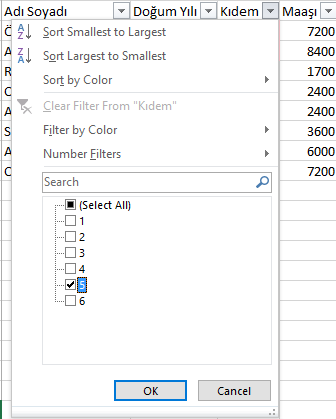 Adı Soyadı Doğum Yılı Kıdem Maaşı
Sort Smallest to Largest
Sort Largest to Smallest
Sort by Color
Clear Filter From "Kıdem"
Filter by Color
Number Filters
Search
(Select All)
1
2
3
4
5
6
OK Cancel
Ö 7200
A 8400
R 1700
O 2400
A 2400
S 3600
A 6000
O 7200